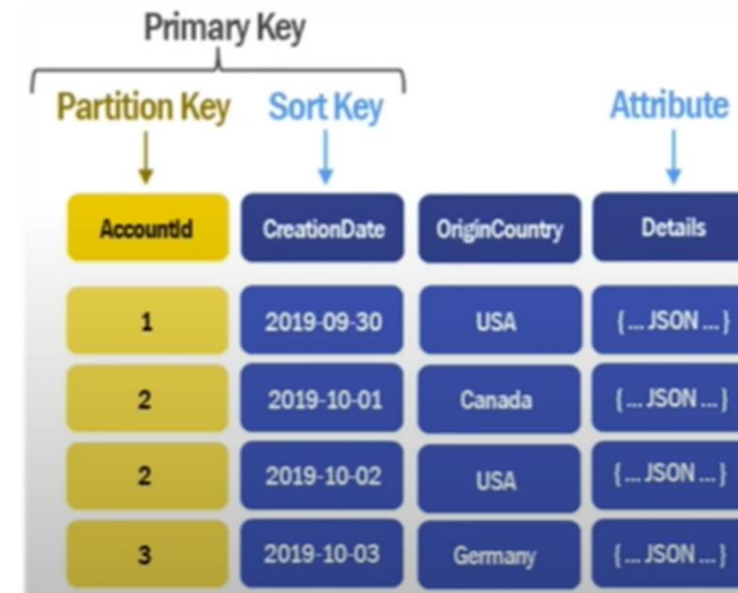 Primary Key
Partition Key Sort Key Attribute
AccountId CreationDate OriginCountry Details
1 2019-09-30 USA {... JSON ...}
2 2019-10-01 Canada {... JSON ...}
2 2019-10-02 USA {... JSON ...}
3 2019-10-03 Germany {... JSON ...}